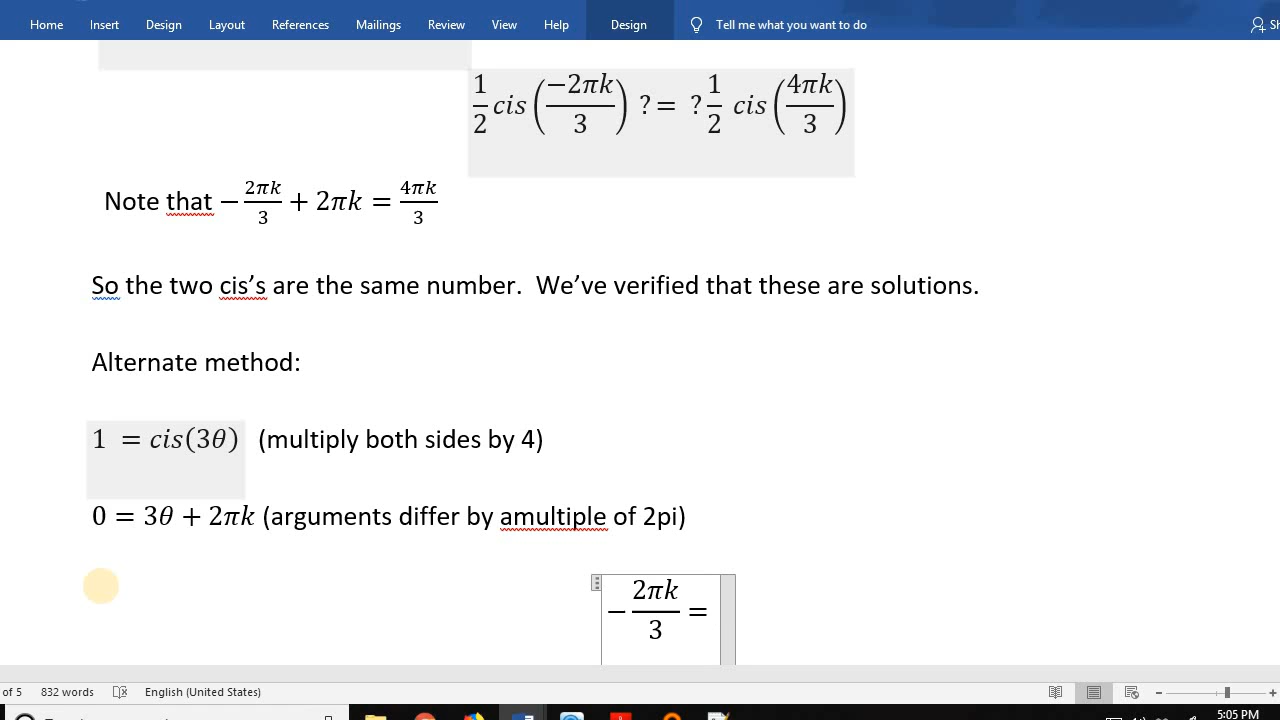 Home Insert Design Layout References Mailings Review View Help Design Tell me what you want to do
1/2 cis(−2πk/3) ?= ? 1/2 cis(4πk/3)
Note that −2πk/3 + 2πk = 4πk/3
So the two cis’s are the same number. We’ve verified that these are solutions.
Alternate method:
1 = cis(3θ) (multiply both sides by 4)
0 = 3θ + 2πk (arguments differ by amultiple of 2pi)
−2πk/3 =
of 5 832 words English (United States)
5:05 PM